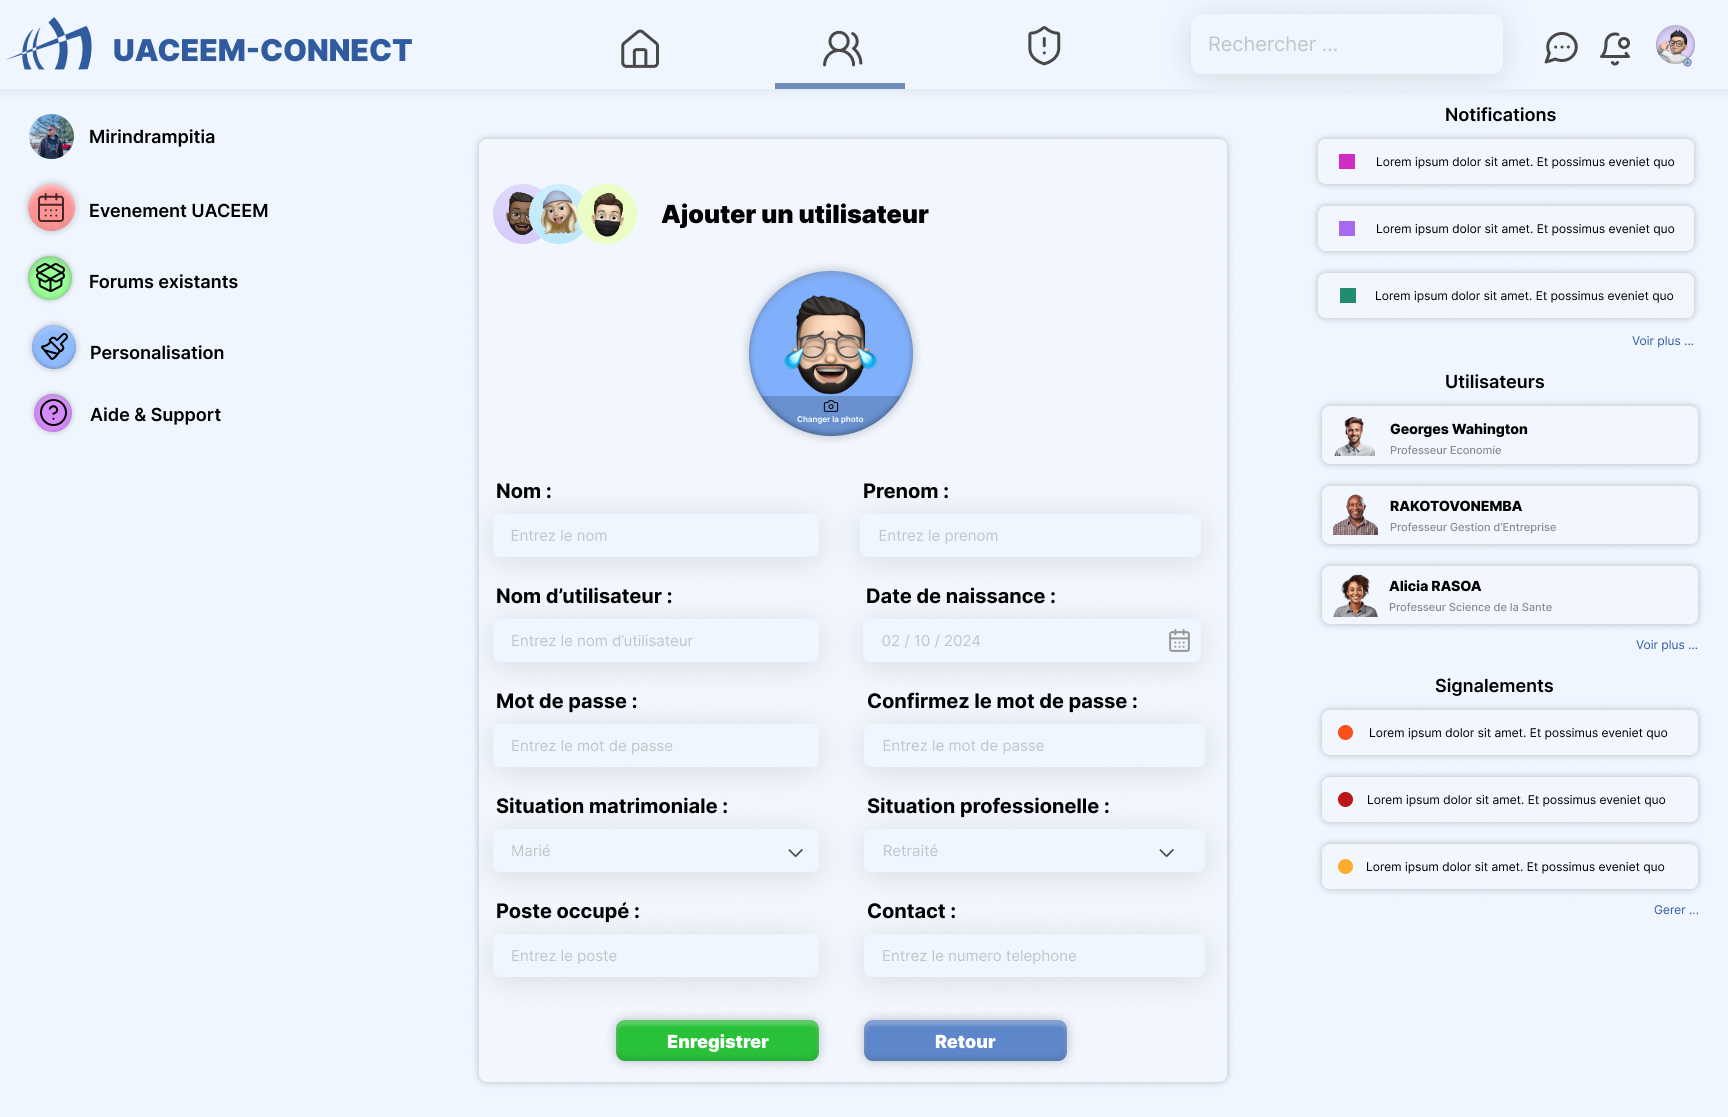 UACEEM-CONNECT
Rechercher ...
Mirindrampitia
Evenement UACEEM
Forums existants
Personalisation
Aide & Support
Ajouter un utilisateur
Changer la photo
Nom :
Prenom :
Entrez le nom
Entrez le prenom
Nom d’utilisateur :
Date de naissance :
Entrez le nom d’utilisateur
02 / 10 / 2024
Mot de passe :
Confirmez le mot de passe :
Entrez le mot de passe
Entrez le mot de passe
Situation matrimoniale :
Situation professionelle :
Marié
Retraité
Poste occupé :
Contact :
Entrez le poste
Entrez le numero telephone
Enregistrer
Retour
Notifications
Lorem ipsum dolor sit amet. Et possimus eveniet quo
Lorem ipsum dolor sit amet. Et possimus eveniet quo
Lorem ipsum dolor sit amet. Et possimus eveniet quo
Voir plus ...
Utilisateurs
Georges Wahington
Professeur Economie
RAKOTOVONEMBA
Professeur Gestion d'Entreprise
Alicia RASOA
Professeur Science de la Sante
Voir plus ...
Signalements
Lorem ipsum dolor sit amet. Et possimus eveniet quo
Lorem ipsum dolor sit amet. Et possimus eveniet quo
Lorem ipsum dolor sit amet. Et possimus eveniet quo
Gerer ...